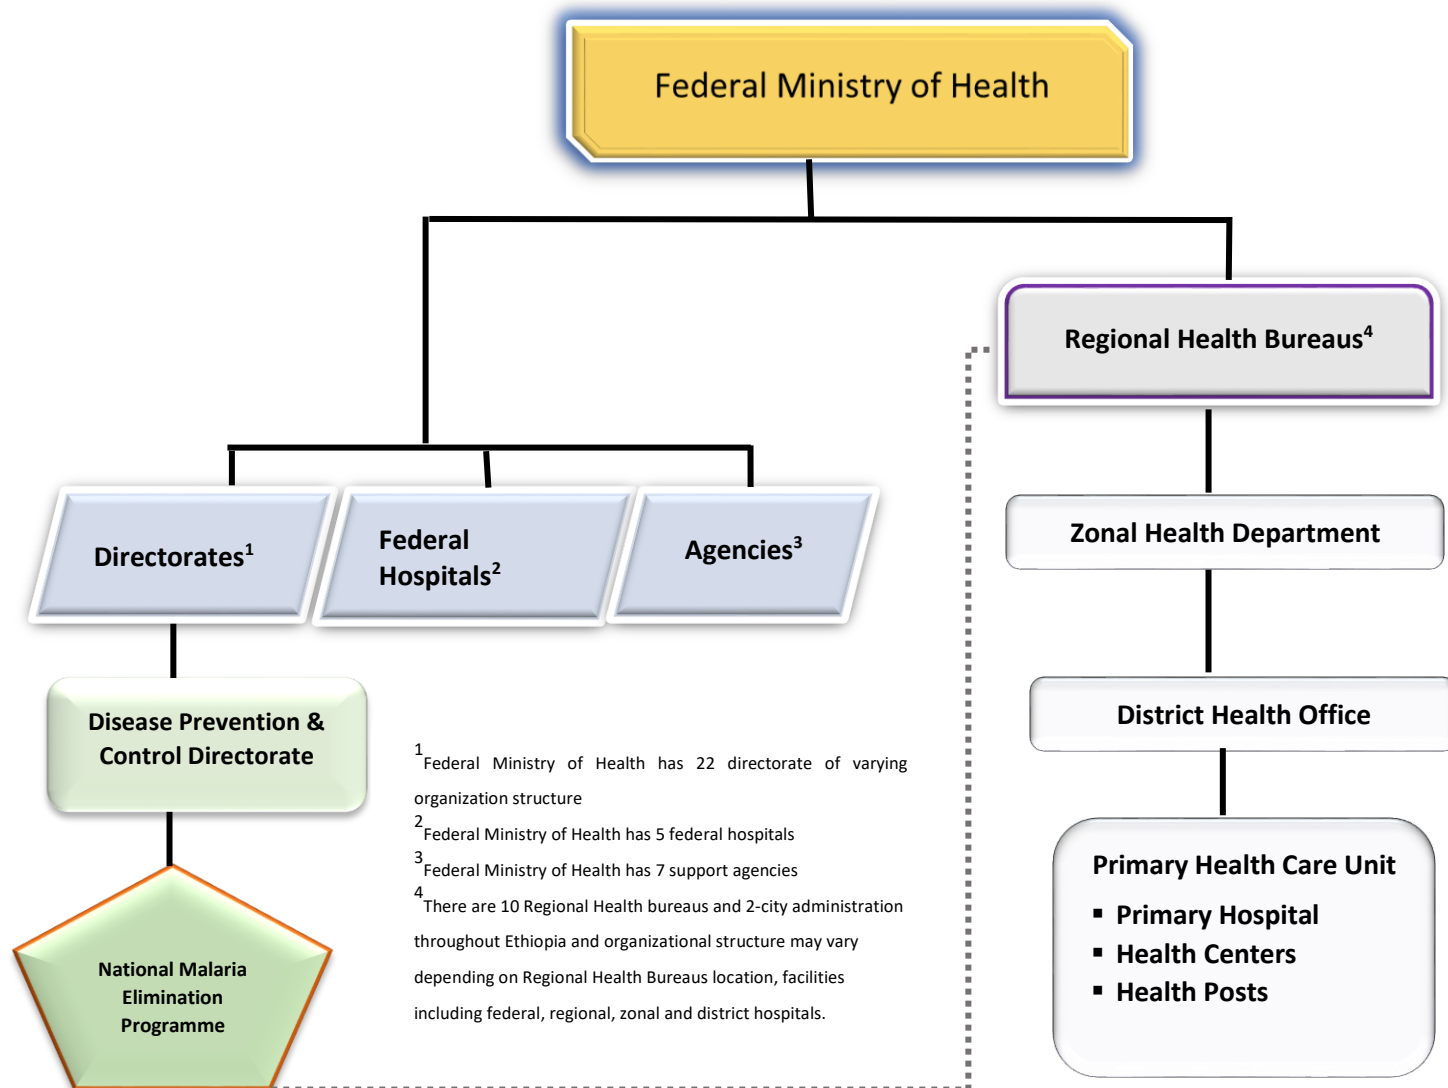 Federal Ministry of Health
Regional Health Bureaus⁴
Directorates¹
Federal
Hospitals²
Agencies³
Zonal Health Department
District Health Office
Disease Prevention &
Control Directorate
National Malaria
Elimination
Programme
¹Federal Ministry of Health has 22 directorate of varying
organization structure
²Federal Ministry of Health has 5 federal hospitals
³Federal Ministry of Health has 7 support agencies
⁴There are 10 Regional Health bureaus and 2-city administration
throughout Ethiopia and organizational structure may vary
depending on Regional Health Bureaus location, facilities
including federal, regional, zonal and district hospitals.
Primary Health Care Unit
▪ Primary Hospital
▪ Health Centers
▪ Health Posts